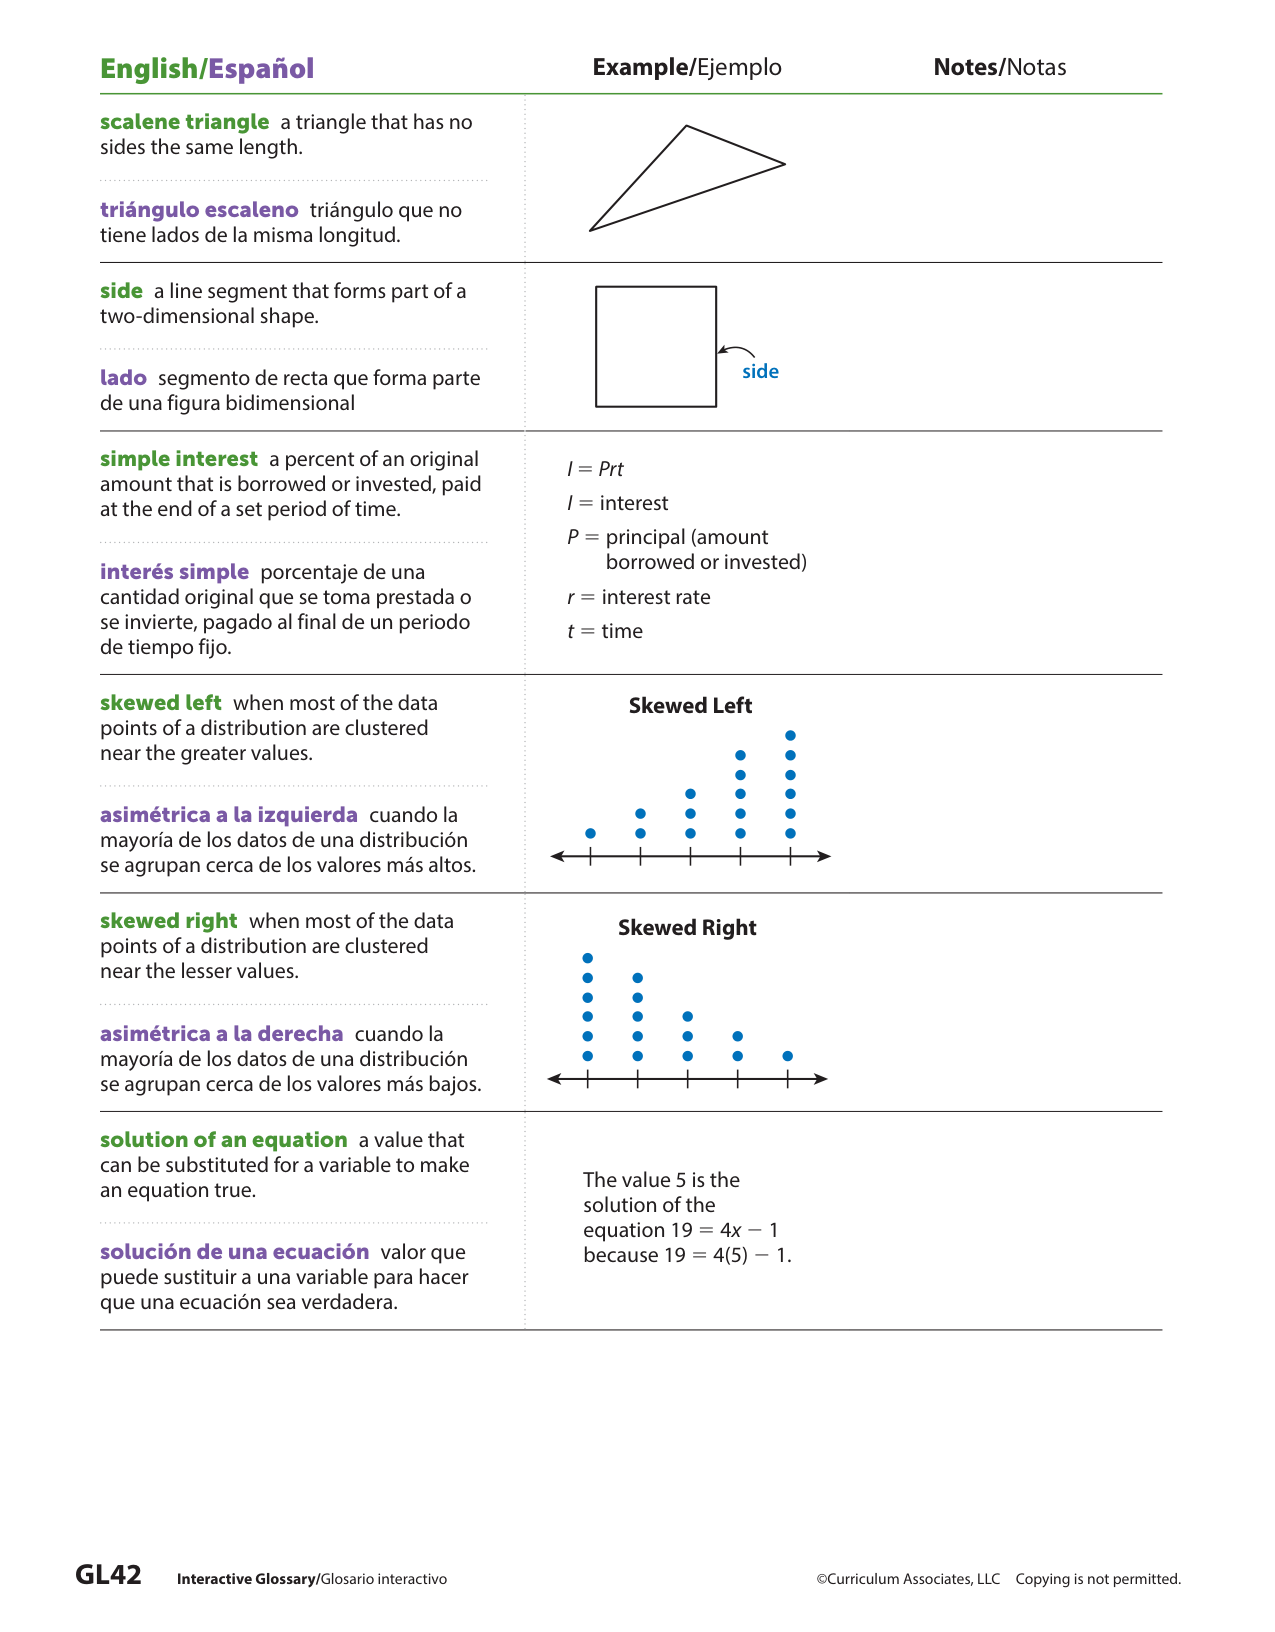 English/Español
Example/Ejemplo
Notes/Notas
scalene triangle a triangle that has no
sides the same length.
triángulo escaleno triángulo que no
tiene lados de la misma longitud.
side a line segment that forms part of a
two-dimensional shape.
lado segmento de recta que forma parte
de una figura bidimensional
side
simple interest a percent of an original
amount that is borrowed or invested, paid
at the end of a set period of time.
interés simple porcentaje de una
cantidad original que se toma prestada o
se invierte, pagado al final de un periodo
de tiempo fijo.
I = Prt
I = interest
P = principal (amount
borrowed or invested)
r = interest rate
t = time
skewed left when most of the data
points of a distribution are clustered
near the greater values.
asimétrica a la izquierda cuando la
mayoría de los datos de una distribución
se agrupan cerca de los valores más altos.
Skewed Left
skewed right when most of the data
points of a distribution are clustered
near the lesser values.
asimétrica a la derecha cuando la
mayoría de los datos de una distribución
se agrupan cerca de los valores más bajos.
Skewed Right
solution of an equation a value that
can be substituted for a variable to make
an equation true.
solución de una ecuación valor que
puede sustituir a una variable para hacer
que una ecuación sea verdadera.
The value 5 is the
solution of the
equation 19 = 4x − 1
because 19 = 4(5) − 1.
GL42
Interactive Glossary/Glosario interactivo
©Curriculum Associates, LLC Copying is not permitted.